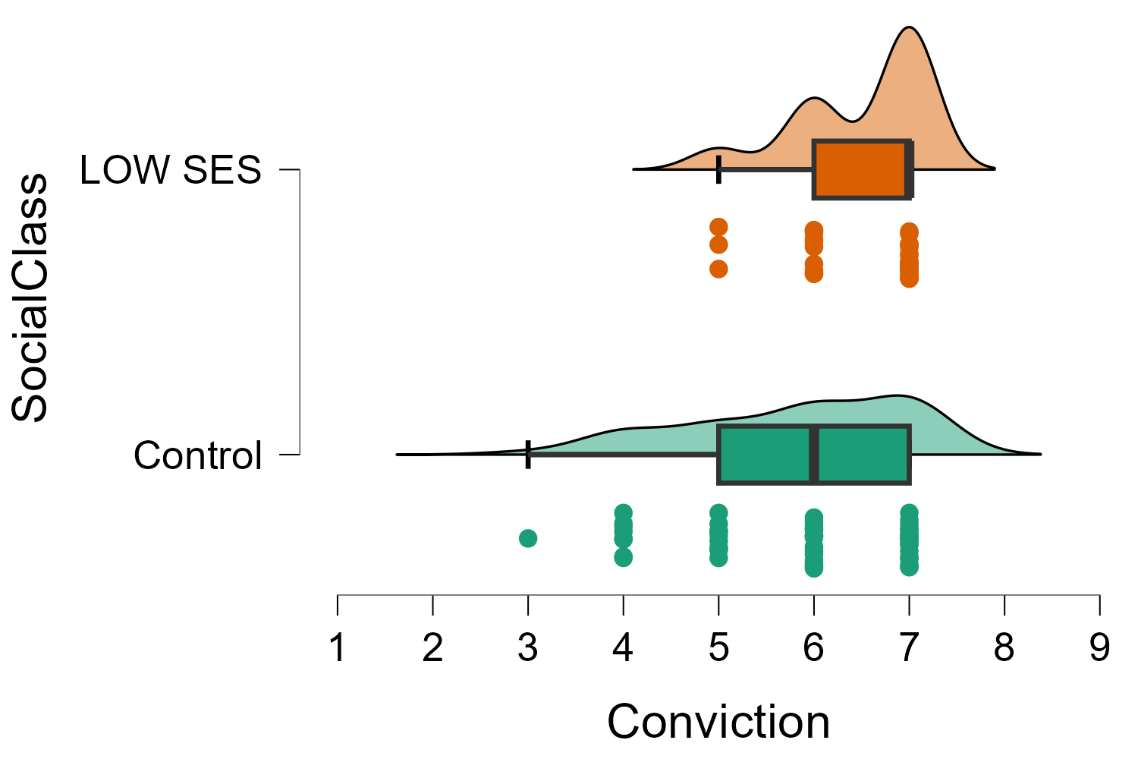 SocialClass
LOW SES
Control
1 2 3 4 5 6 7 8 9
Conviction